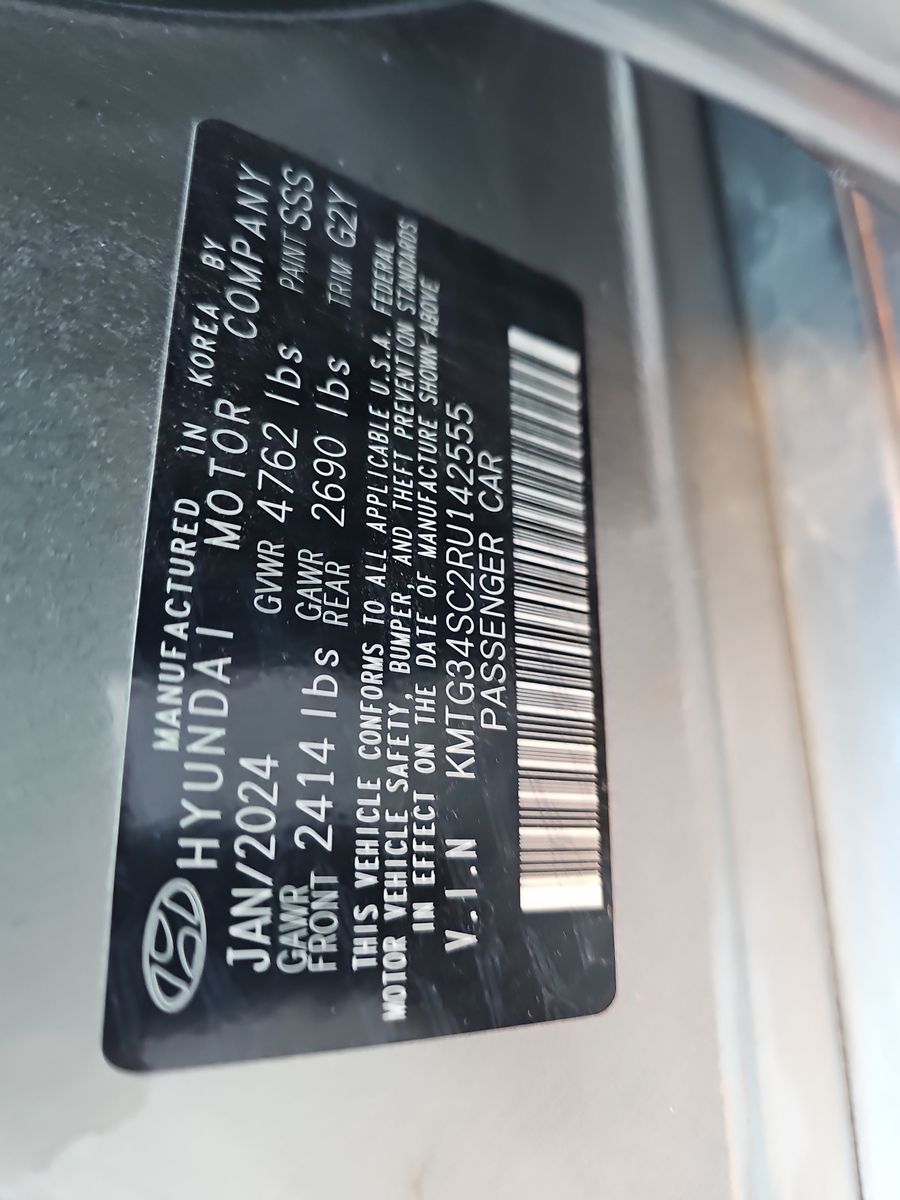 MANUFACTURED IN KOREA BY
HYUNDAI MOTOR COMPANY
JAN/2024 GVWR 4762 lbs PAINT SSS
GAWR FRONT 2414 lbs GAWR REAR 2690 lbs TRIM G2Y
THIS VEHICLE CONFORMS TO ALL APPLICABLE U.S.A. FEDERAL
MOTOR VEHICLE SAFETY, BUMPER, AND THEFT PREVENTION STANDARDS
IN EFFECT ON THE DATE OF MANUFACTURE SHOWN ABOVE
V.I.N KMTG34SC2RU142555
PASSENGER CAR